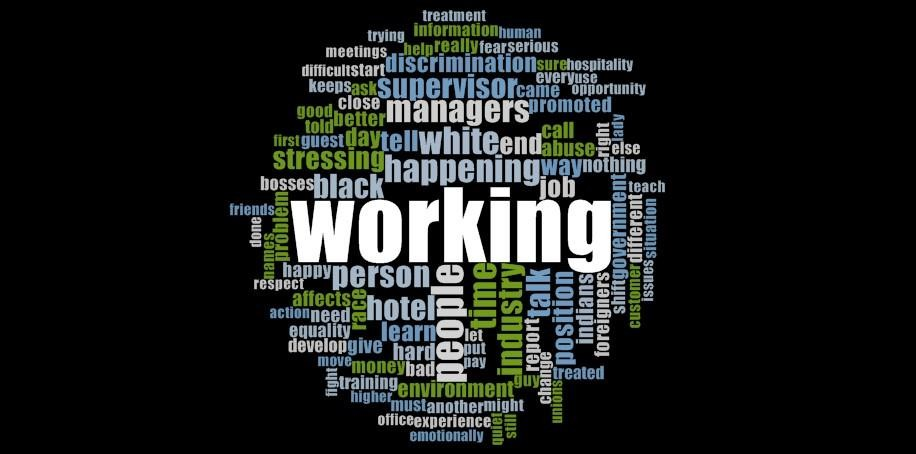 treatment
trying information human
meetings help really fear serious
discrimination sure hospitality
difficult start every use
keeps ask supervisor came opportunity
close managers promoted
good better
told
first guest day tell white end call right lady
stressing abuse else
happening way nothing
bosses black job teach
working
friends problem government different situation
done names shift customer issues
happy person people time industry talk position indians foreigners
respect
affects race hotel
action need
equality learn let report
develop give hard put change
move money bad pay treated
fight training environment guy unions
higher must another might
office experience quiet still
emotionally